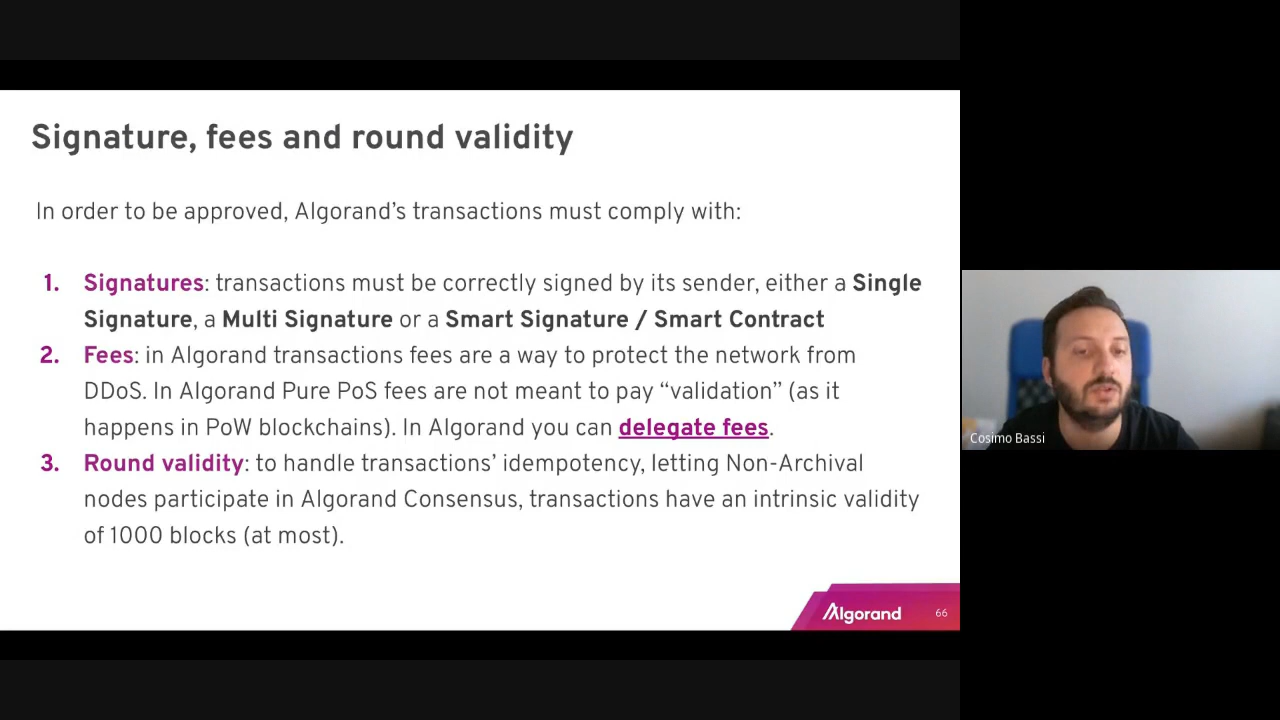 Signature, fees and round validity
In order to be approved, Algorand’s transactions must comply with:
1. Signatures: transactions must be correctly signed by its sender, either a Single
Signature, a Multi Signature or a Smart Signature / Smart Contract
2. Fees: in Algorand transactions fees are a way to protect the network from
DDoS. In Algorand Pure PoS fees are not meant to pay “validation” (as it
happens in PoW blockchains). In Algorand you can delegate fees.
3. Round validity: to handle transactions’ idempotency, letting Non-Archival
nodes participate in Algorand Consensus, transactions have an intrinsic validity
of 1000 blocks (at most).
Algorand 66
Cosimo Bassi